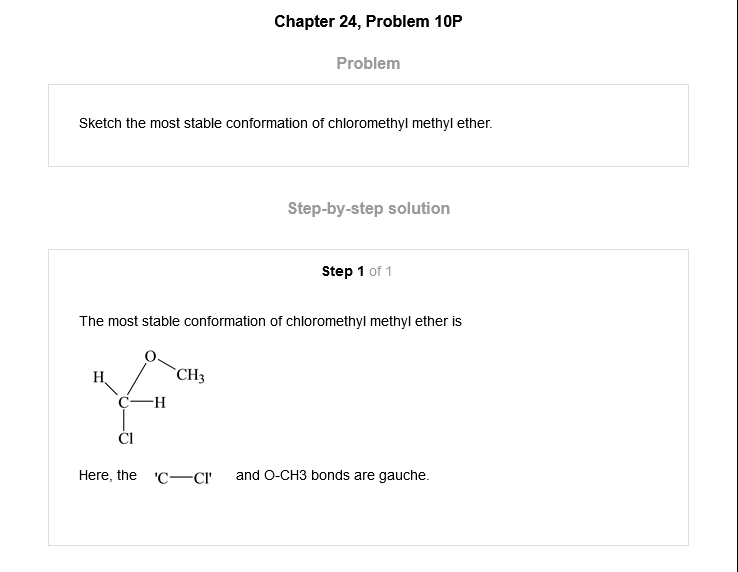 Chapter 24, Problem 10P
Problem
Sketch the most stable conformation of chloromethyl methyl ether.
Step-by-step solution
Step 1 of 1
The most stable conformation of chloromethyl methyl ether is
O
H CH3
C—H
Cl
Here, the 'C—Cl' and O-CH3 bonds are gauche.